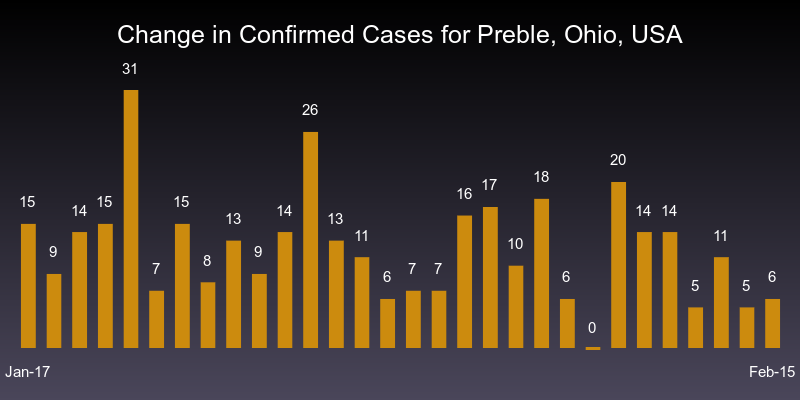 Change in Confirmed Cases for Preble, Ohio, USA
31
26
20
18
17
16
15 14 15 15 14 14 14
13 13
9 8 9 11 10 11
7 6 7 7 6 5 5 6
0
Jan-17 Feb-15